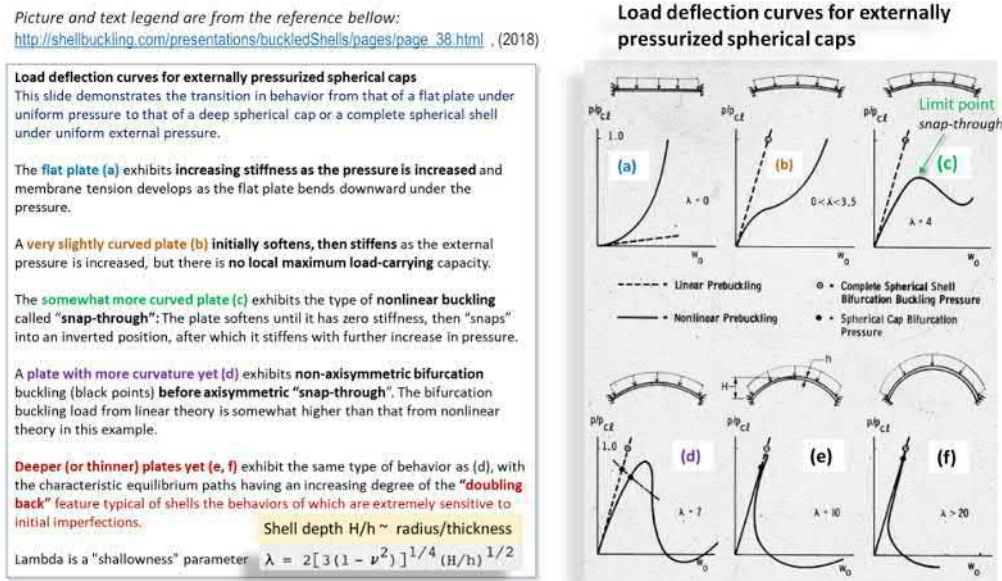 Picture and text legend are from the reference bellow:
http://shellbuckling.com/presentations/buckledShells/pages/page_38.html , (2018)
Load deflection curves for externally pressurized spherical caps
This slide demonstrates the transition in behavior from that of a flat plate under
uniform pressure to that of a deep spherical cap or a complete spherical shell
under uniform external pressure.
The flat plate (a) exhibits increasing stiffness as the pressure is increased and
membrane tension develops as the flat plate bends downward under the
pressure.
A very slightly curved plate (b) initially softens, then stiffens as the external
pressure is increased, but there is no local maximum load-carrying capacity.
The somewhat more curved plate (c) exhibits the type of nonlinear buckling
called "snap-through": The plate softens until it has zero stiffness, then "snaps"
into an inverted position, after which it stiffens with further increase in pressure.
A plate with more curvature yet (d) exhibits non-axisymmetric bifurcation
buckling (black points) before axisymmetric "snap-through". The bifurcation
buckling load from linear theory is somewhat higher than that from nonlinear
theory in this example.
Deeper (or thinner) plates yet (e, f) exhibit the same type of behavior as (d), with
the characteristic equilibrium paths having an increasing degree of the "doubling
back" feature typical of shells the behaviors of which are extremely sensitive to
initial imperfections.
Shell depth H/h ~ radius/thickness
Lambda is a "shallowness" parameter λ = 2[3(1 - ν²)]^1/4 (H/h)^1/2
Load deflection curves for externally
pressurized spherical caps
p/p_cl p/p_cl p/p_cl
Limit point
snap-through
1.0
(a) (b) (c)
λ = 0 0 < λ < 3.5 λ = 4
W_o W_o W_o
Linear Prebuckling
Nonlinear Prebuckling
Complete Spherical Shell
Bifurcation Buckling Pressure
Spherical Cap Bifurcation
Pressure
H h
p/p_cl p/p_cl p/p_cl
1.0
(d) (e) (f)
λ = 7 λ = 10 λ > 20
W_o W_o W_o